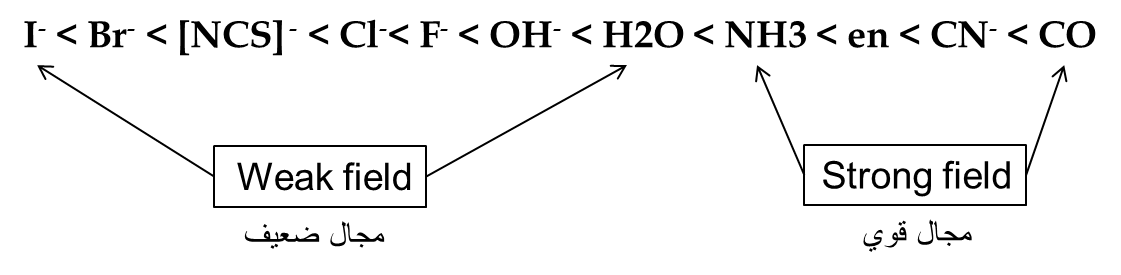 I- < Br- < [NCS] - < Cl-< F- < OH- < H2O < NH3 < en < CN- < CO
Weak field
Strong field
مجال ضعيف
مجال قوي